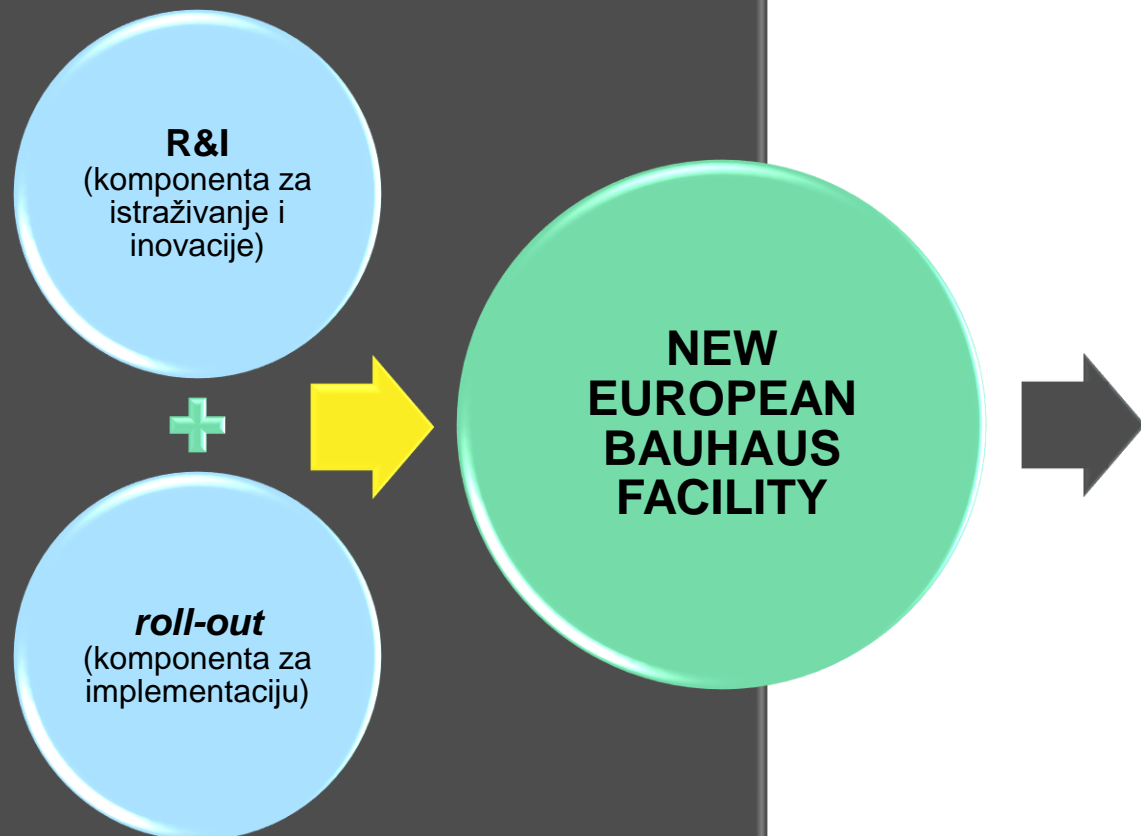 R&I
(komponenta za
istraživanje i
inovacije)
+
roll-out
(komponenta za
implementaciju)
NEW
EUROPEAN
BAUHAUS
FACILITY